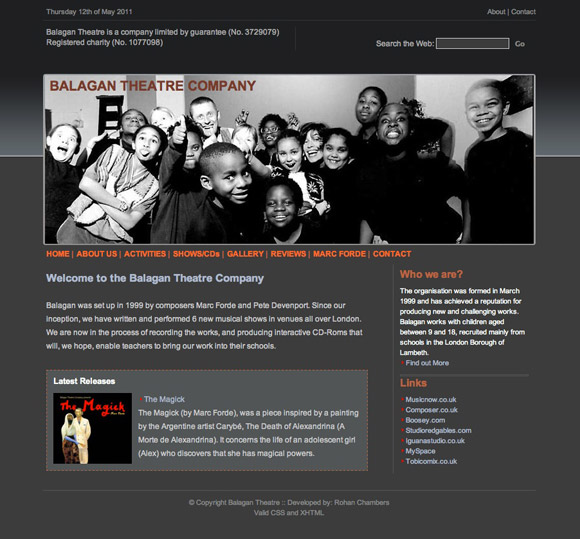 Thursday 12th of May 2011
About | Contact
Balagan Theatre is a company limited by guarantee (No. 3729079)
Registered charity (No. 1077098)
Search the Web:
Go
BALAGAN THEATRE COMPANY
HOME | ABOUT US | ACTIVITIES | SHOWS/CDs | GALLERY | REVIEWS | MARC FORDE | CONTACT
Welcome to the Balagan Theatre Company
Balagan was set up in 1999 by composers Marc Forde and Pete Devenport. Since our
inception, we have written and performed 6 new musical shows in venues all over London.
We are now in the process of recording the works, and producing interactive CD-Roms that
will, we hope, enable teachers to bring our work into their schools.
Latest Releases
The Magick
The Magick
The Magick (by Marc Forde), was a piece inspired by a painting
by the Argentine artist Carybé, The Death of Alexandrina (A
Morte de Alexandrina). It concerns the life of an adolescent girl
(Alex) who discovers that she has magical powers.
Who we are?
The organisation was formed in March
1999 and has achieved a reputation for
producing new and challenging works.
Balagan works with children aged
between 9 and 18, recruited mainly from
schools in the London Borough of
Lambeth.
Find out More
Links
Musicnow.co.uk
Composer.co.uk
Boosey.com
Studioredgables.com
Iguanastudio.co.uk
MySpace
Tobicomix.co.uk
© Copyright Balagan Theatre :: Developed by: Rohan Chambers
Valid CSS and XHTML